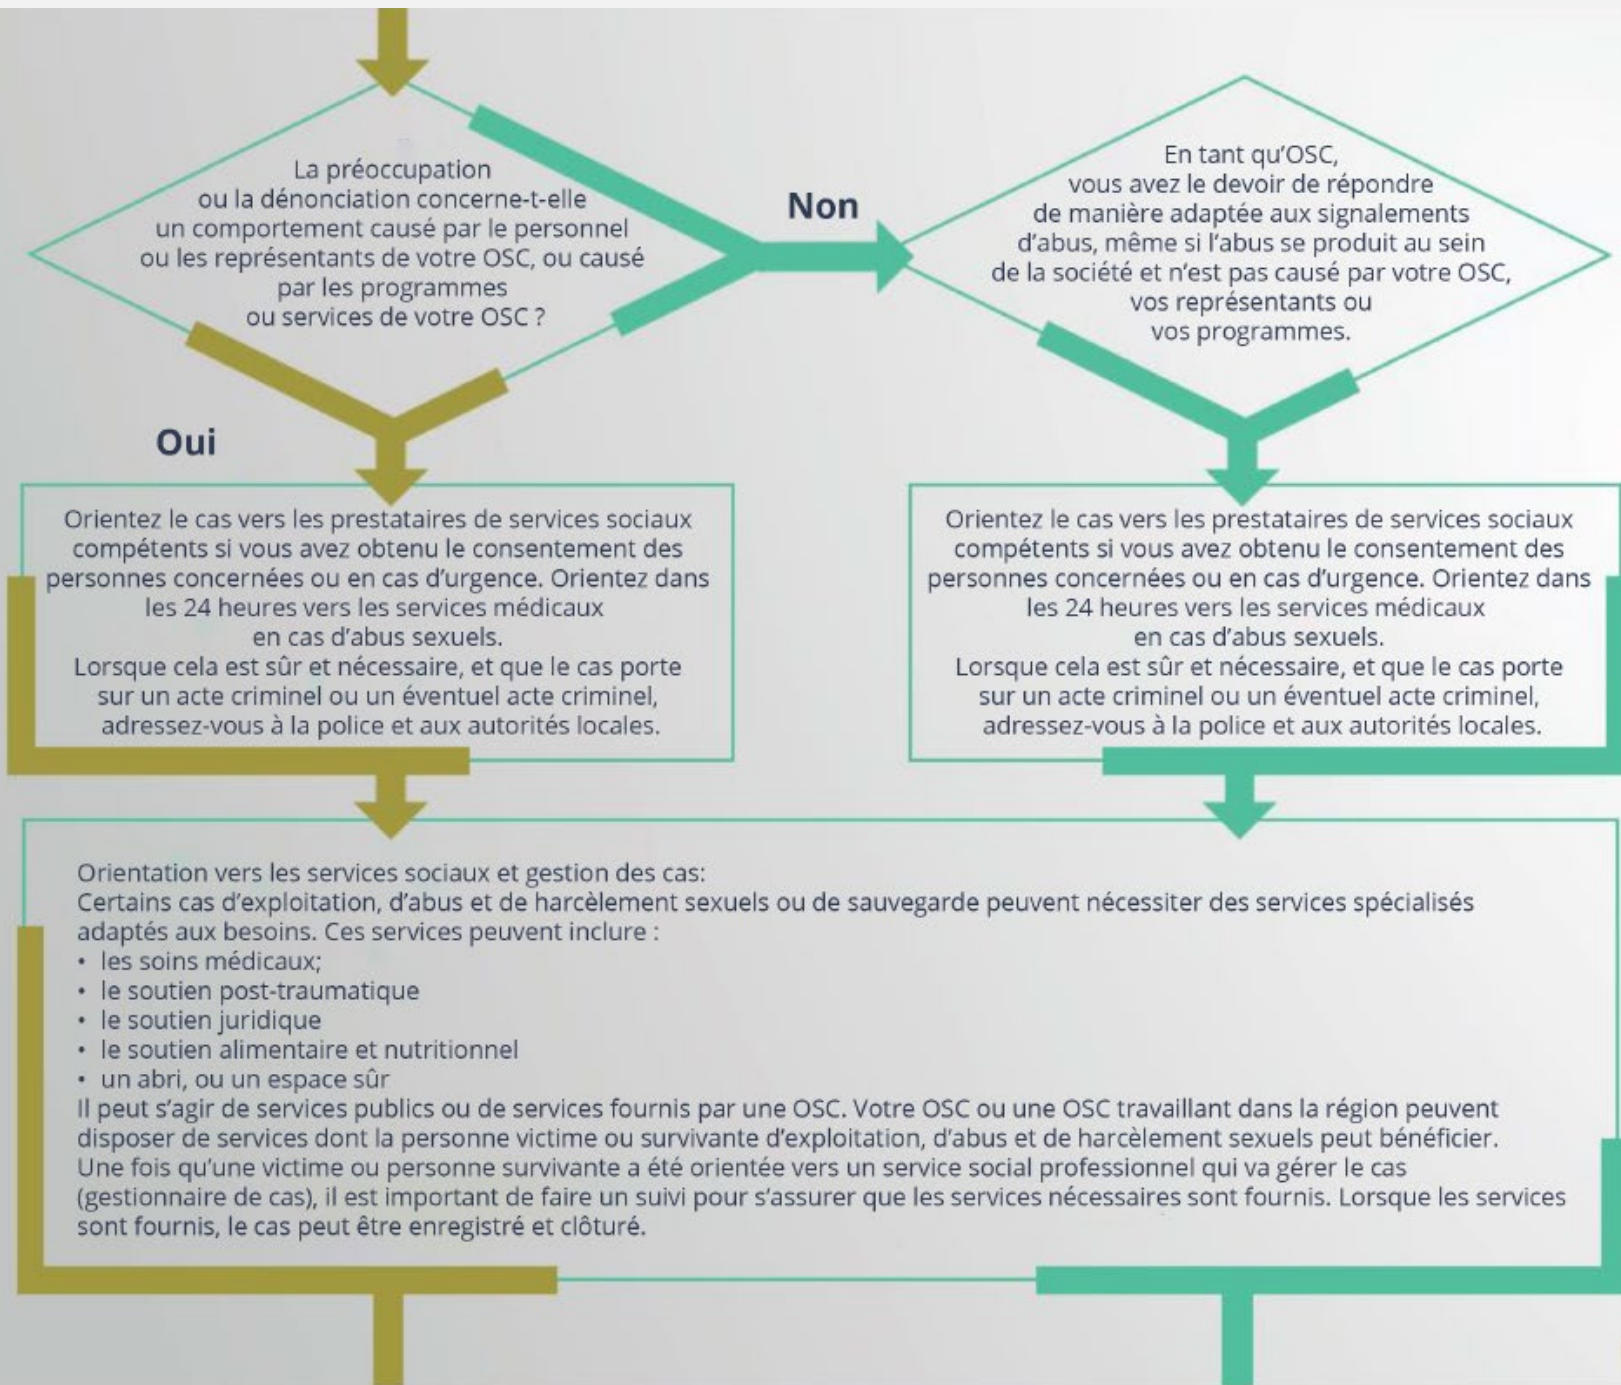 La préoccupation
ou la dénonciation concerne-t-elle
un comportement causé par le personnel
ou les représentants de votre OSC, ou causé
par les programmes
ou services de votre OSC ?
Non
En tant qu'OSC,
vous avez le devoir de répondre
de manière adaptée aux signalements
d'abus, même si l'abus se produit au sein
de la société et n'est pas causé par votre OSC,
vos représentants ou
vos programmes.
Oui
Orientez le cas vers les prestataires de services sociaux
compétents si vous avez obtenu le consentement des
personnes concernées ou en cas d'urgence. Orientez dans
les 24 heures vers les services médicaux
en cas d'abus sexuels.
Lorsque cela est sûr et nécessaire, et que le cas porte
sur un acte criminel ou un éventuel acte criminel,
adressez-vous à la police et aux autorités locales.
Orientez le cas vers les prestataires de services sociaux
compétents si vous avez obtenu le consentement des
personnes concernées ou en cas d'urgence. Orientez dans
les 24 heures vers les services médicaux
en cas d'abus sexuels.
Lorsque cela est sûr et nécessaire, et que le cas porte
sur un acte criminel ou un éventuel acte criminel,
adressez-vous à la police et aux autorités locales.
Orientation vers les services sociaux et gestion des cas:
Certains cas d'exploitation, d'abus et de harcèlement sexuels ou de sauvegarde peuvent nécessiter des services spécialisés
adaptés aux besoins. Ces services peuvent inclure :
• les soins médicaux;
• le soutien post-traumatique
• le soutien juridique
• le soutien alimentaire et nutritionnel
• un abri, ou un espace sûr
Il peut s'agir de services publics ou de services fournis par une OSC. Votre OSC ou une OSC travaillant dans la région peuvent
disposer de services dont la personne victime ou survivante d'exploitation, d'abus et de harcèlement sexuels peut bénéficier.
Une fois qu'une victime ou personne survivante a été orientée vers un service social professionnel qui va gérer le cas
(gestionnaire de cas), il est important de faire un suivi pour s'assurer que les services nécessaires sont fournis. Lorsque les services
sont fournis, le cas peut être enregistré et clôturé.